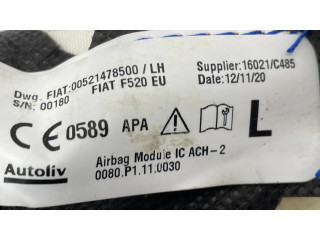 Dwg. FIAT:00521478500 / LH
S/N: 00180
FIAT F520 EU
Supplier:16021/C485
Date:12/11/20
CE 0589 APA
L
Autoliv
Airbag Module IC ACH-2
0080.P1.11.0030